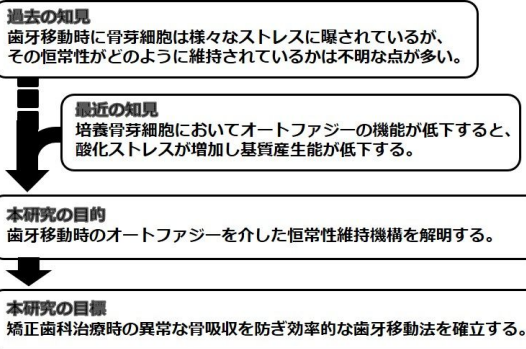 過去の知見
歯牙移動時に骨芽細胞は様々なストレスに曝されているが、
その恒常性がどのように維持されているかは不明な点が多い。
最近の知見
培養骨芽細胞においてオートファジーの機能が低下すると、
酸化ストレスが増加し基質産生能が低下する。
本研究の目的
歯牙移動時のオートファジーを介した恒常性維持機構を解明する。
本研究の目標
矯正歯科治療時の異常な骨吸収を防ぎ効率的な歯牙移動法を確立する。